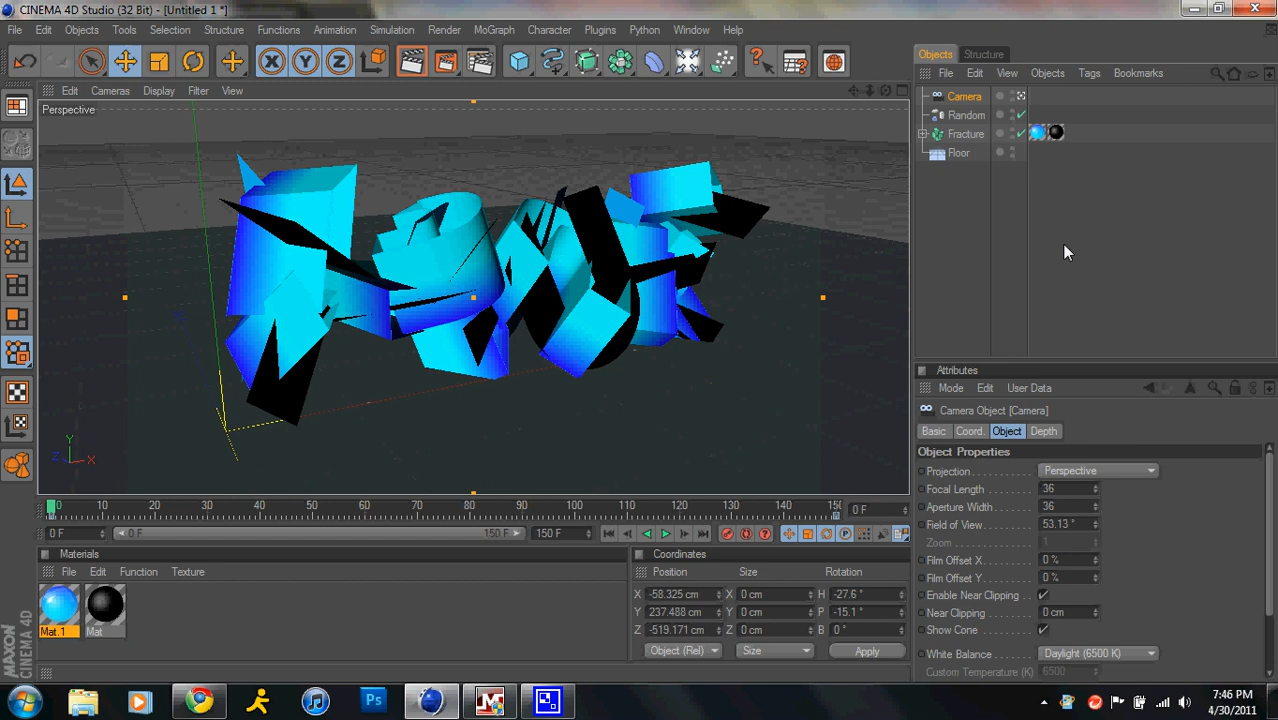 CINEMA 4D Studio (32 Bit) - [Untitled 1 *]
File Edit Objects Tools Selection Structure Functions Animation Simulate Render MoGraph Character Plugins Python Window Help
X Y Z
Objects Structure
File Edit View Objects Tags Bookmarks
Camera
Random
Fracture
Floor
Edit Cameras Display Filter View
Perspective
Y
Z X
Attributes
Mode Edit User Data
Camera Object [Camera]
Basic Coord. Object Depth
Object Properties
Projection Perspective
Focal Length 36
Aperture Width 36
Field of View 53.13 °
Zoom 1
Film Offset X 0 %
Film Offset Y 0 %
Enable Near Clipping
Near Clipping 0 cm
Show Cone
White Balance Daylight (6500 K)
Custom Temperature (K) 6500
0 10 20 30 40 50 60 70 80 90 100 110 120 130 140 150 0 F
0 F 0 F 150 F 150 F
Materials
File Edit Function Texture
Mat.1 Mat
Coordinates
Position Size Rotation
X -58.325 cm X 0 cm H -27.6 °
Y 237.488 cm Y 0 cm P -15.1 °
Z -519.171 cm Z 0 cm B 0 °
Object (Rel) Size Apply
MAXON
CINEMA 4D
Ps
7:46 PM
4/30/2011